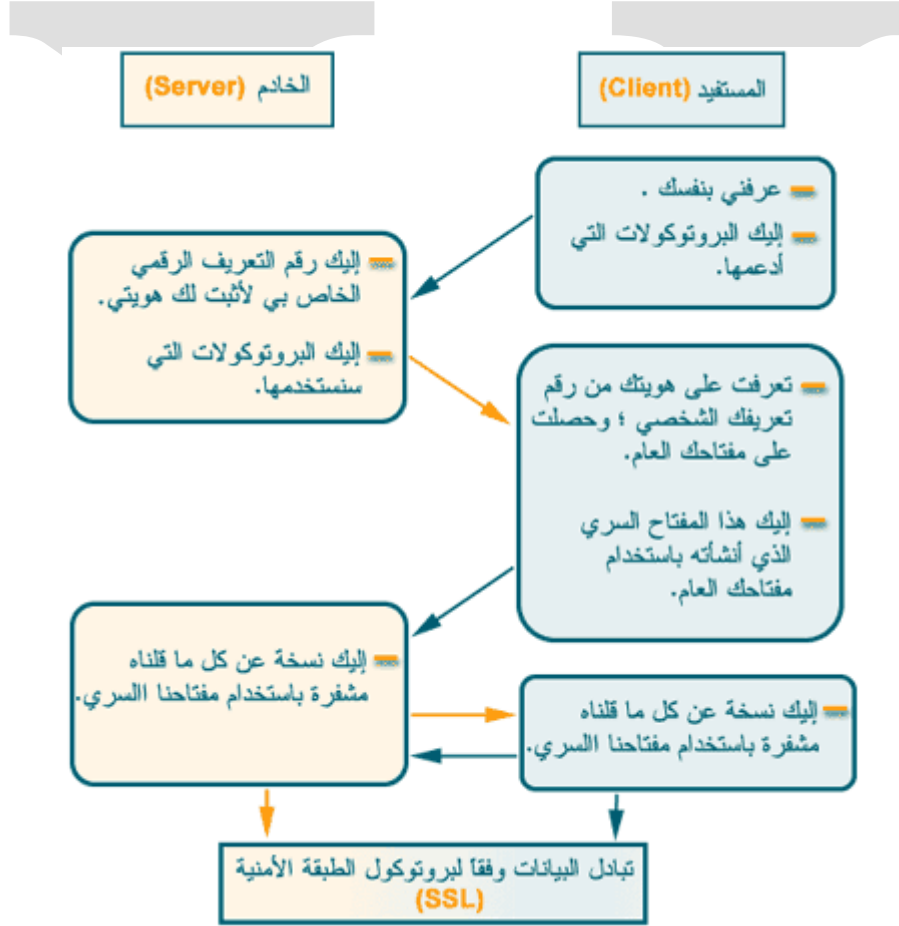 المستفيد (Client)
الخادم (Server)
عرفني بنفسك .
إليك البروتوكولات التي
أدعمها.
إليك رقم التعريف الرقمي
الخاص بي لأثبت لك هويتي.
إليك البروتوكولات التي
سنستخدمها.
تعرفت على هويتك من رقم
تعريفك الشخصي ؛ وحصلت
على مفتاحك العام.
إليك هذا المفتاح السري
الذي أنشأته باستخدام
مفتاحك العام.
إليك نسخة عن كل ما قلناه
مشفرة باستخدام مفتاحنا االسري.
إليك نسخة عن كل ما قلناه
مشفرة باستخدام مفتاحنا االسري.
تبادل البيانات وفقاً لبروتوكول الطبقة الأمنية
(SSL)